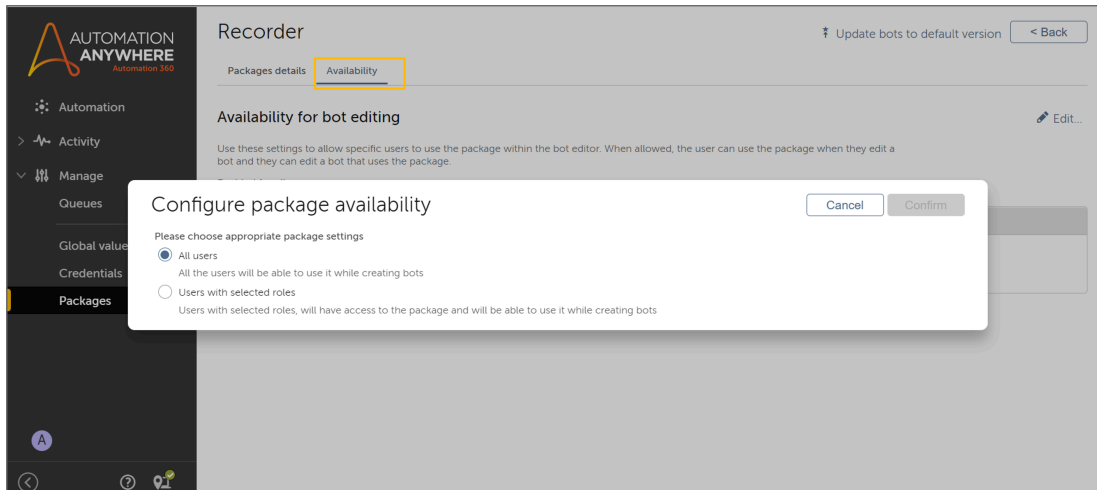 AUTOMATION
ANYWHERE
Automation 360
Automation
Activity
Manage
Queues
Global value
Credentials
Packages
A
Recorder
Update bots to default version
< Back
Packages details
Availability
Availability for bot editing
Edit...
Use these settings to allow specific users to use the package within the bot editor. When allowed, the user can use the package when they edit a
bot and they can edit a bot that uses the package.
Configure package availability
Cancel
Confirm
Please choose appropriate package settings
All users
All the users will be able to use it while creating bots
Users with selected roles
Users with selected roles, will have access to the package and will be able to use it while creating bots